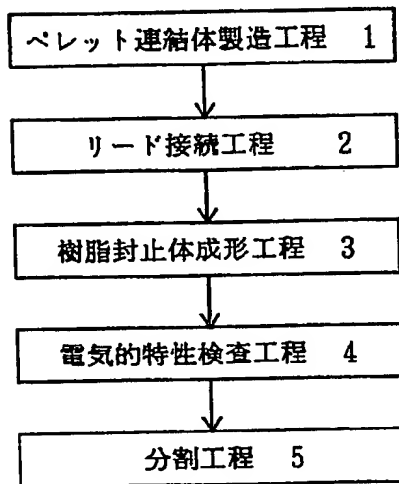 ペレット連結体製造工程 1
リード接続工程 2
樹脂封止体成形工程 3
電気的特性検査工程 4
分割工程 5